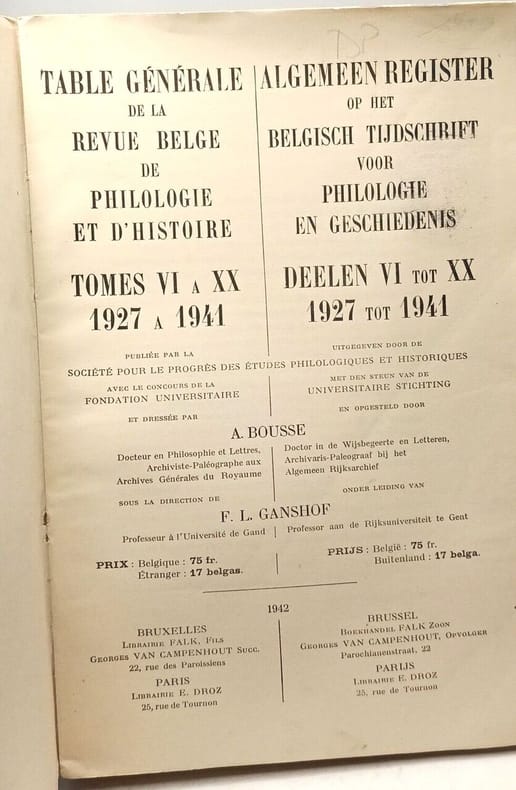 DP
TABLE GÉNÉRALE
DE LA
REVUE BELGE
DE
PHILOLOGIE
ET D'HISTOIRE
TOMES VI A XX
1927 A 1941
ALGEMEEN REGISTER
OP HET
BELGISCH TIJDSCHRIFT
VOOR
PHILOLOGIE
EN GESCHIEDENIS
DEELEN VI TOT XX
1927 TOT 1941
PUBLIÉE PAR LA
UITGEGEVEN DOOR DE
SOCIÉTÉ POUR LE PROGRÈS DES ÉTUDES PHILOLOGIQUES ET HISTORIQUES
AVEC LE CONCOURS DE LA
FONDATION UNIVERSITAIRE
ET DRESSÉE PAR
MET DEN STEUN VAN DE
UNIVERSITAIRE STICHTING
EN OPGESTELD DOOR
A. BOUSSE
Docteur en Philosophie et Lettres,
Archiviste-Paléographe aux
Archives Générales du Royaume
SOUS LA DIRECTION DE
Doctor in de Wijsbegeerte en Letteren,
Archivaris-Paleograaf bij het
Algemeen Rijksarchief
ONDER LEIDING VAN
F. L. GANSHOF
Professeur à l'Université de Gand
Professor aan de Rijksuniversiteit te Gent
PRIX : Belgique : 75 fr.
Étranger : 17 belgas.
PRIJS : België : 75 fr.
Buitenland : 17 belga.
1942
BRUXELLES
LIBRAIRIE FALK, FILS
GEORGES VAN CAMPENHOUT SUCC.
22, rue des Paroissiens
PARIS
LIBRAIRIE E. DROZ
25, rue de Tournon
BRUSSEL
BOEKHANDEL FALK ZOON
GEORGES VAN CAMPENHOUT, OPVOLGER
Parochianenstraat, 22
PARIJS
LIBRAIRIE E. DROZ
25, rue de Tournon